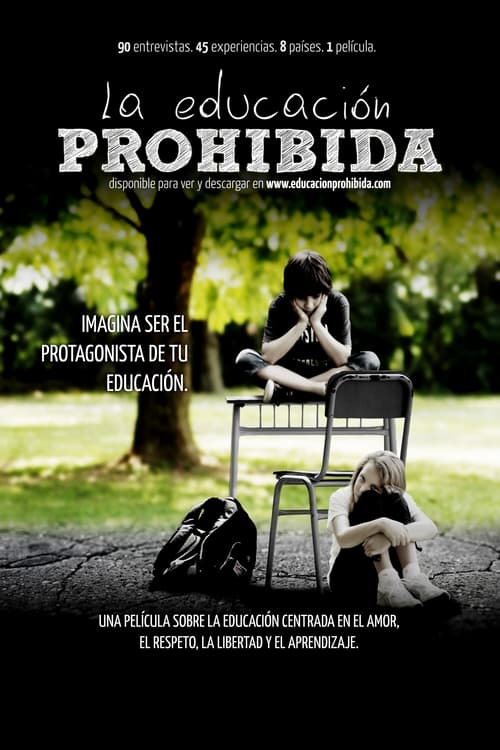 90 entrevistas. 45 experiencias. 8 países. 1 película.
La educación
PROHIBIDA
disponible para ver y descargar en www.educacionprohibida.com
IMAGINA SER EL
PROTAGONISTA DE TU
EDUCACIÓN.
UNA PELÍCULA SOBRE LA EDUCACIÓN CENTRADA EN EL AMOR,
EL RESPETO, LA LIBERTAD Y EL APRENDIZAJE.